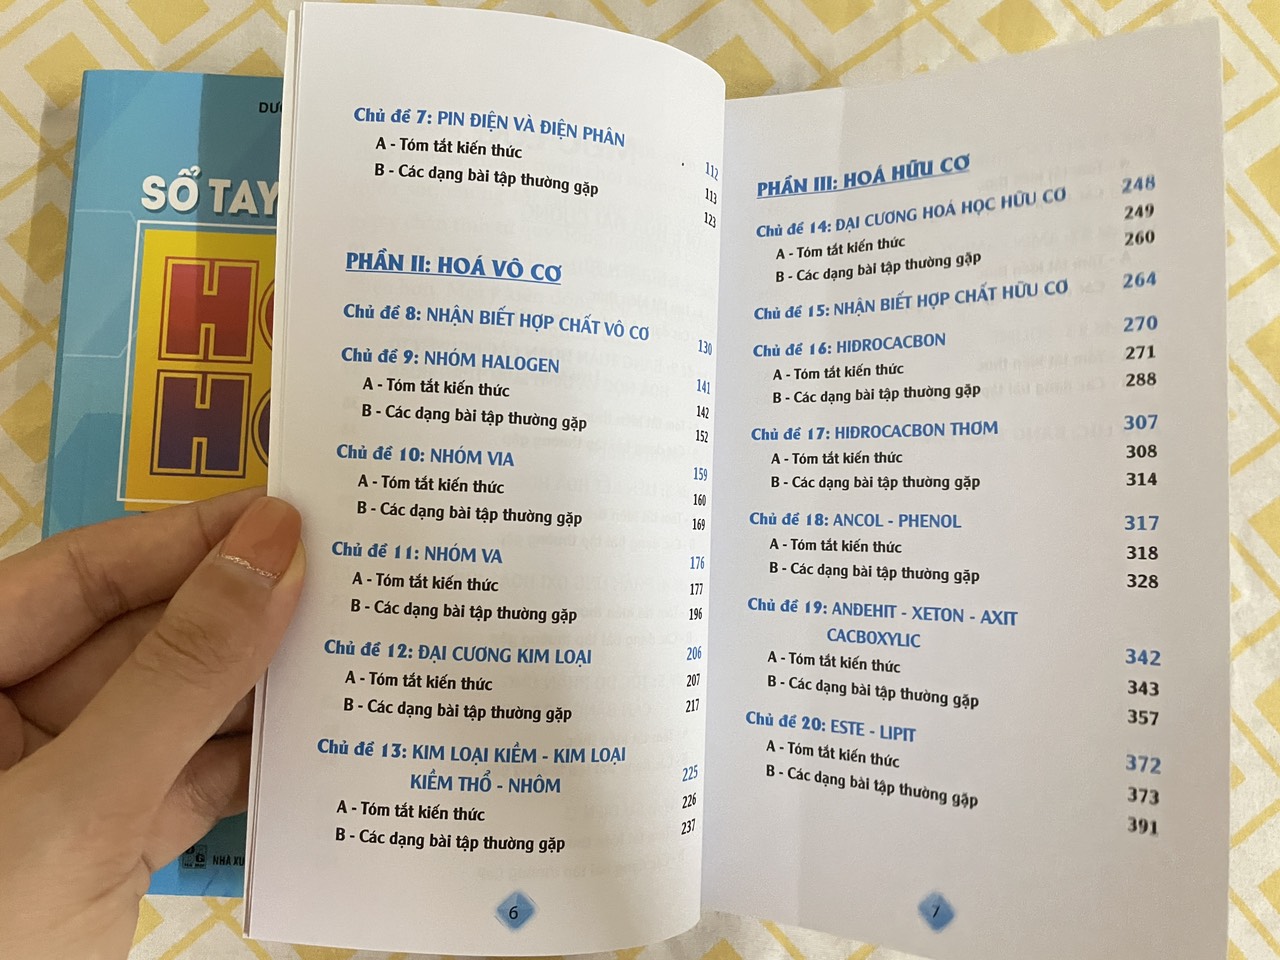 SỔ TAY
NHÀ XU
Chủ đề 7: PIN ĐIỆN VÀ ĐIỆN PHÂN 112
A - Tóm tắt kiến thức 113
B - Các dạng bài tập thường gặp 123
PHẦN II: HOÁ VÔ CƠ
Chủ đề 8: NHẬN BIẾT HỢP CHẤT VÔ CƠ 130
Chủ đề 9: NHÓM HALOGEN 141
A - Tóm tắt kiến thức 142
B - Các dạng bài tập thường gặp 152
Chủ đề 10: NHÓM VIA 159
A - Tóm tắt kiến thức 160
B - Các dạng bài tập thường gặp 169
Chủ đề 11: NHÓM VA 176
A - Tóm tắt kiến thức 177
B - Các dạng bài tập thường gặp 196
Chủ đề 12: ĐẠI CƯƠNG KIM LOẠI 206
A - Tóm tắt kiến thức 207
B - Các dạng bài tập thường gặp 217
Chủ đề 13: KIM LOẠI KIỀM - KIM LOẠI
KIỀM THỔ - NHÔM 225
A - Tóm tắt kiến thức 226
B - Các dạng bài tập thường gặp 237
6
PHẦN III: HOÁ HỮU CƠ
Chủ đề 14: ĐẠI CƯƠNG HOÁ HỌC HỮU CƠ 248
A - Tóm tắt kiến thức 249
B - Các dạng bài tập thường gặp 260
Chủ đề 15: NHẬN BIẾT HỢP CHẤT HỮU CƠ 264
Chủ đề 16: HIĐROCACBON 270
A - Tóm tắt kiến thức 271
B - Các dạng bài tập thường gặp 288
Chủ đề 17: HIĐROCACBON THƠM 307
A - Tóm tắt kiến thức 308
B - Các dạng bài tập thường gặp 314
Chủ đề 18: ANCOL - PHENOL 317
A - Tóm tắt kiến thức 318
B - Các dạng bài tập thường gặp 328
Chủ đề 19: ANĐEHIT - XETON - AXIT
CACBOXYLIC 342
A - Tóm tắt kiến thức 343
B - Các dạng bài tập thường gặp 357
Chủ đề 20: ESTE - LIPIT 372
A - Tóm tắt kiến thức 373
B - Các dạng bài tập thường gặp 391
7